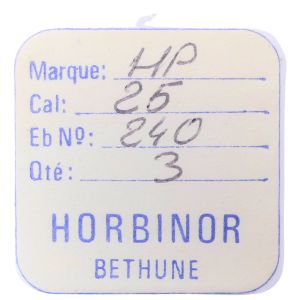 Marque: HP
Cal: 25
Eb Nº: 240
Qté: 3
HORBINOR
BETHUNE